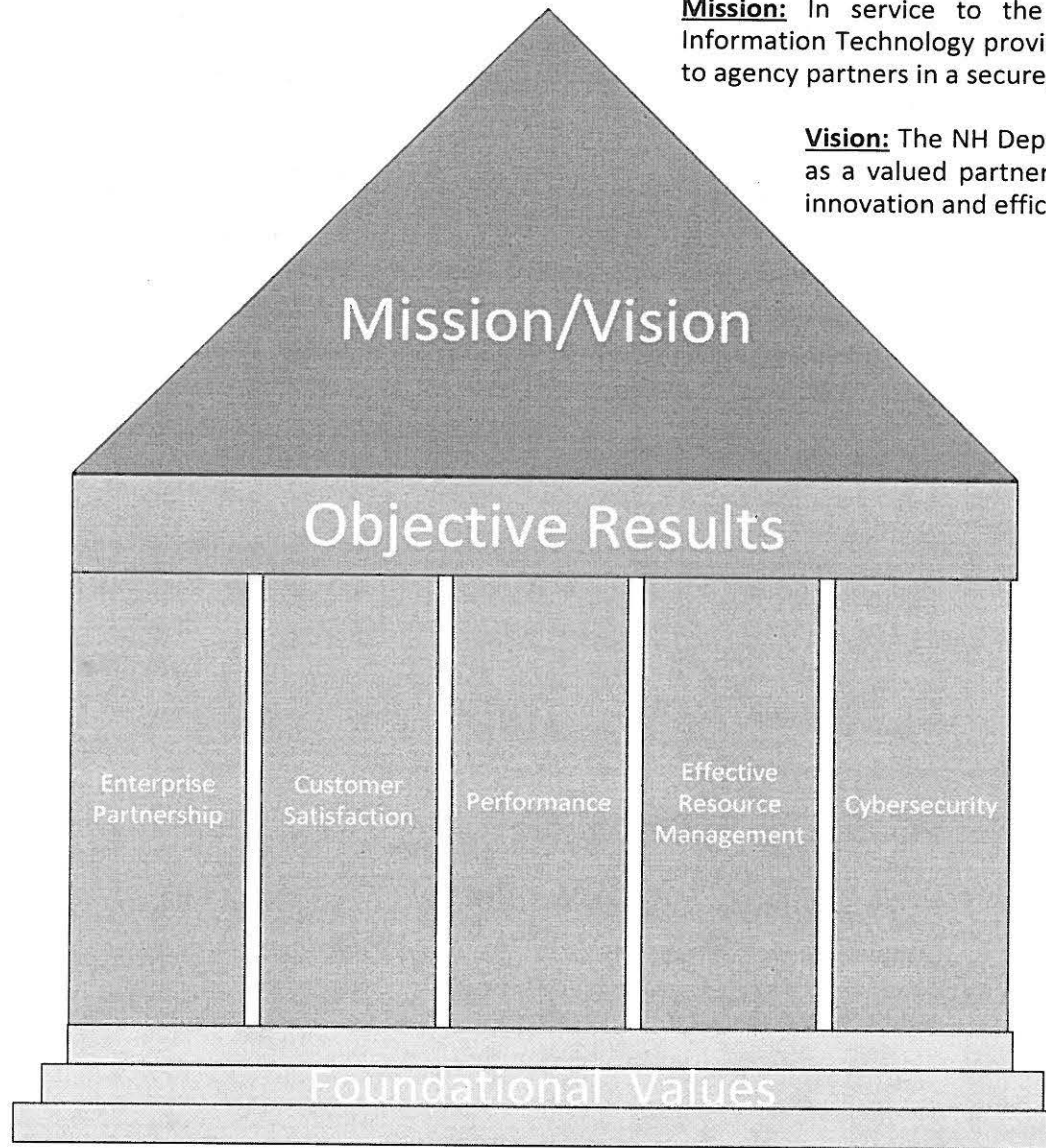 Mission: In service to the
Information Technology provi
to agency partners in a secure
Vision: The NH Dep
as a valued partner
innovation and effic
Mission/Vision
Objective Results
Enterprise
Partnership
Customer
Satisfaction
Performance
Effective
Resource
Management
Cybersecurity
Foundational Values